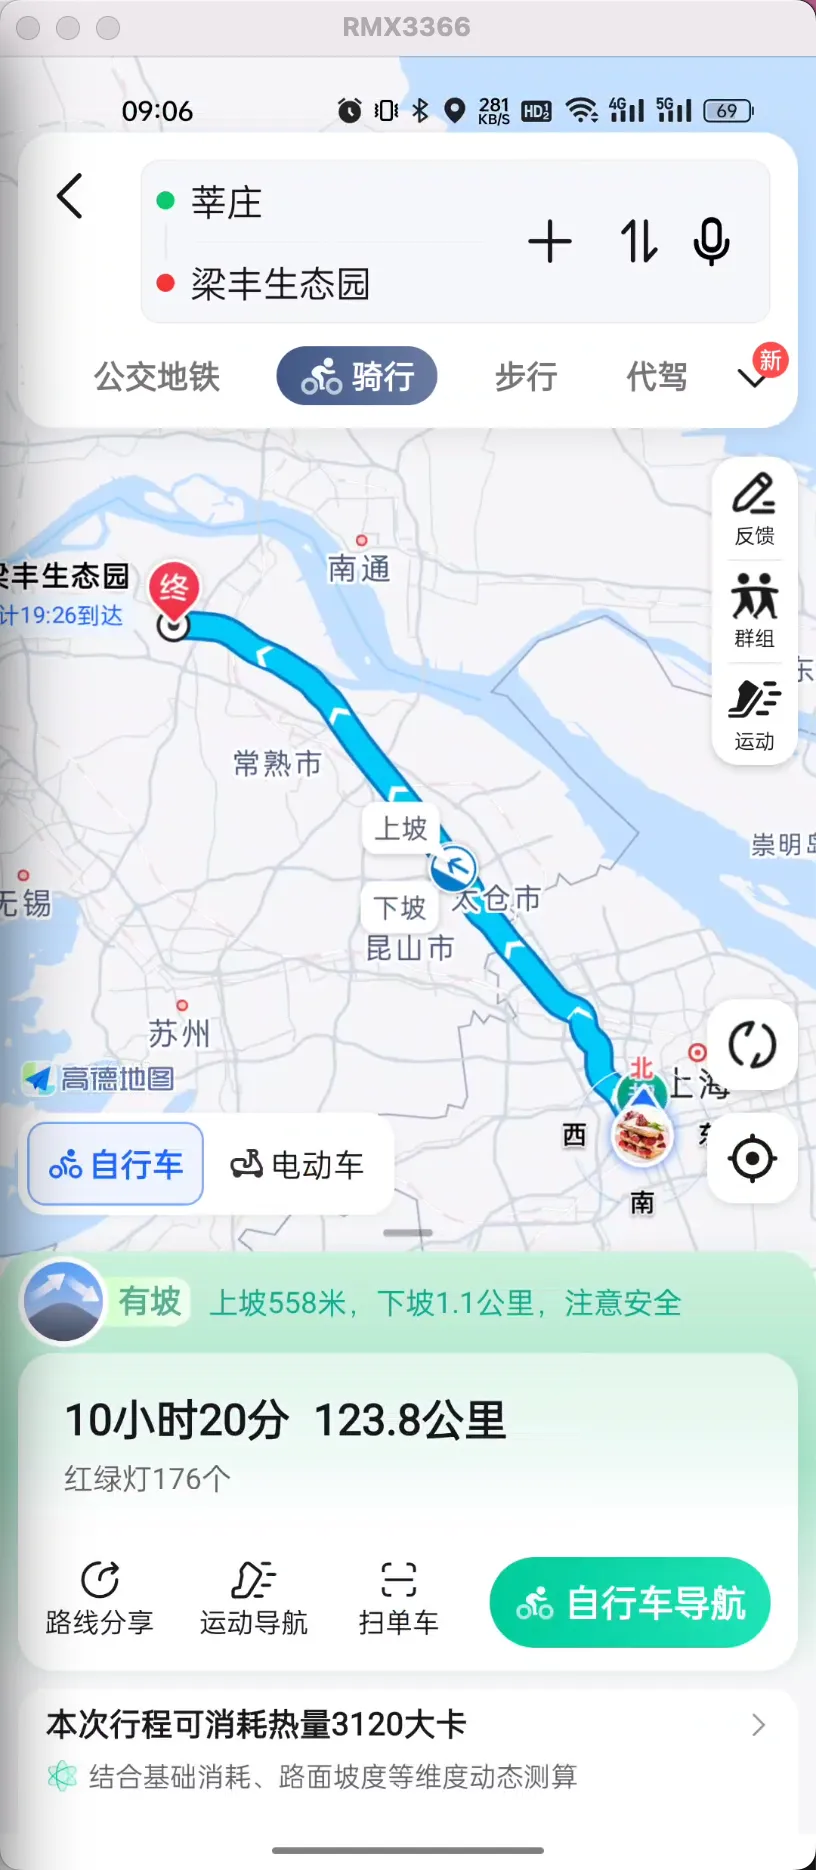 RMX3366
09:06
281 KB/S HD2 4G 5G 69
莘庄
梁丰生态园
公交地铁 骑行 步行 代驾 新
反馈
群组
运动
南通
终
梁丰生态园
计19:26到达
常熟市
上坡
崇明岛
无锡
下坡
太仓市
昆山市
苏州
北
上海
高德地图
西
南
自行车 电动车
有坡 上坡558米，下坡1.1公里，注意安全
10小时20分 123.8公里
红绿灯176个
路线分享 运动导航 扫单车 自行车导航
本次行程可消耗热量3120大卡
结合基础消耗、路面坡度等维度动态测算